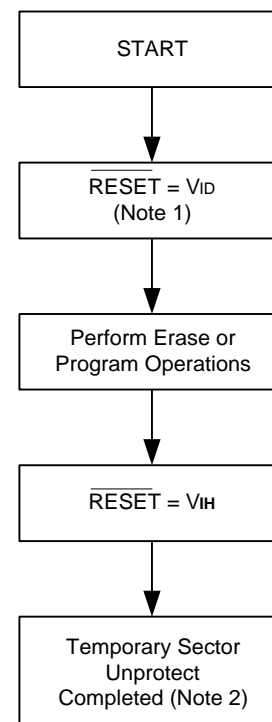 START
RESET = VID
(Note 1)
Perform Erase or
Program Operations
RESET = VIH
Temporary Sector
Unprotect
Completed (Note 2)